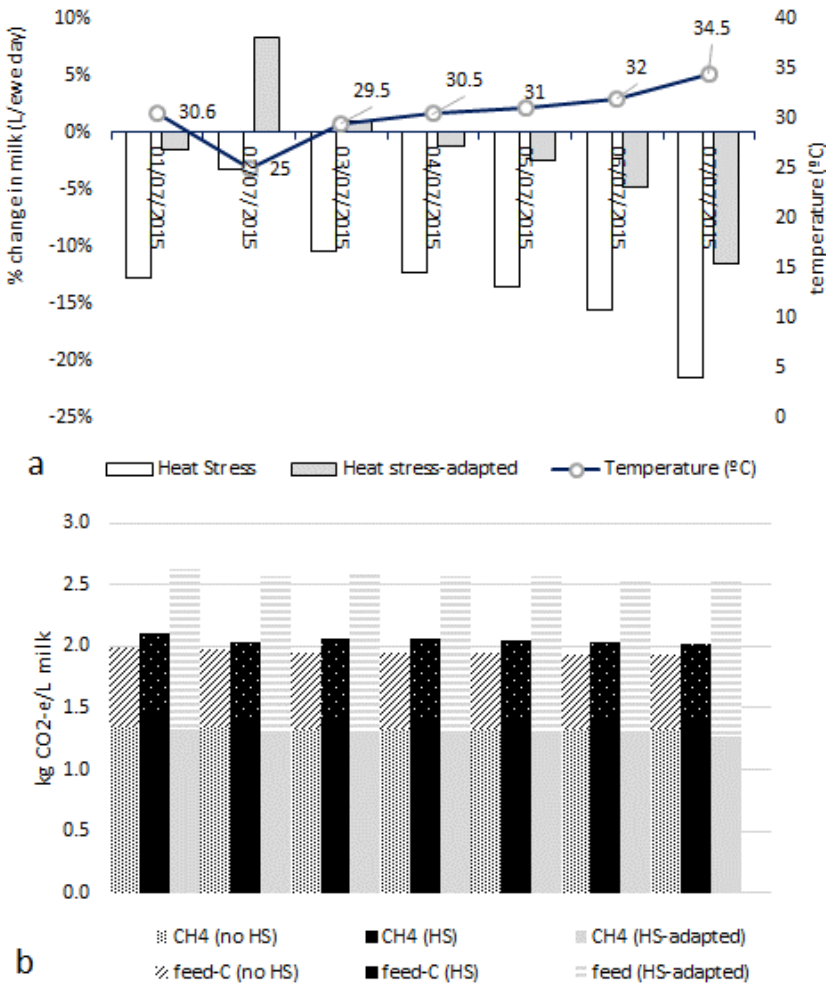 10%
5%
0%
-5%
-10%
-15%
-20%
-25%
% change in milk (L/ewe day)
30.6
25
29.5
30.5
31
32
34.5
01/07/2015
02/07/2015
03/07/2015
04/07/2015
05/07/2015
06/07/2015
07/07/2015
40
35
30
25
20
15
10
5
0
temperature (ºC)
a
Heat Stress
Heat stress-adapted
Temperature (ºC)
3.0
2.5
2.0
1.5
1.0
0.5
0.0
kg CO2-e/L milk
CH4 (no HS)
CH4 (HS)
CH4 (HS-adapted)
feed-C (no HS)
feed-C (HS)
feed (HS-adapted)
b